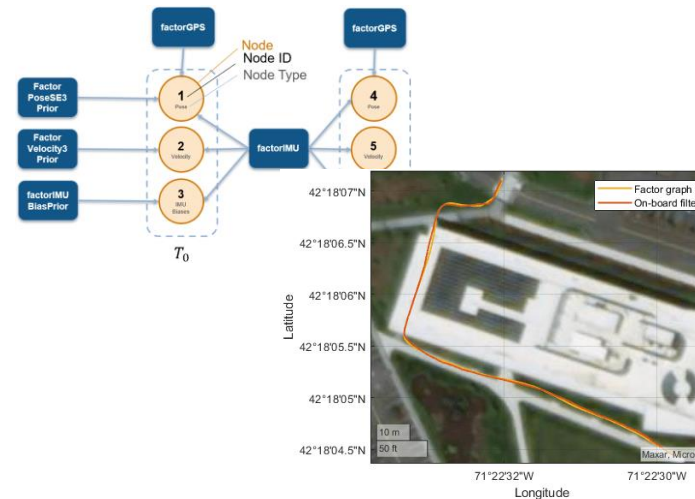 factorGPS
factorGPS
Node
Node ID
Node Type
Factor
PoseSE3
Prior
1
Pose
4
Pose
Factor
Velocity3
Prior
2
Velocity
factorIMU
5
Velocity
factorIMU
BiasPrior
3
IMU
Biases
T₀
Factor graph
On-board filte
42°18'07"N
42°18'06.5"N
42°18'06"N
42°18'05.5"N
42°18'05"N
42°18'04.5"N
Latitude
10 m
50 ft
Maxar, Micro
71°22'32"W
71°22'30"W
Longitude